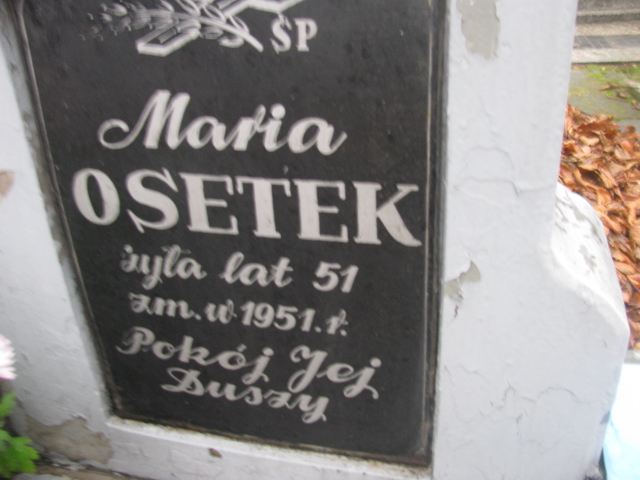 ŚP
Maria
OSETEK
żyła lat 51
zm. w 1951. r.
Pokój Jej
Duszy